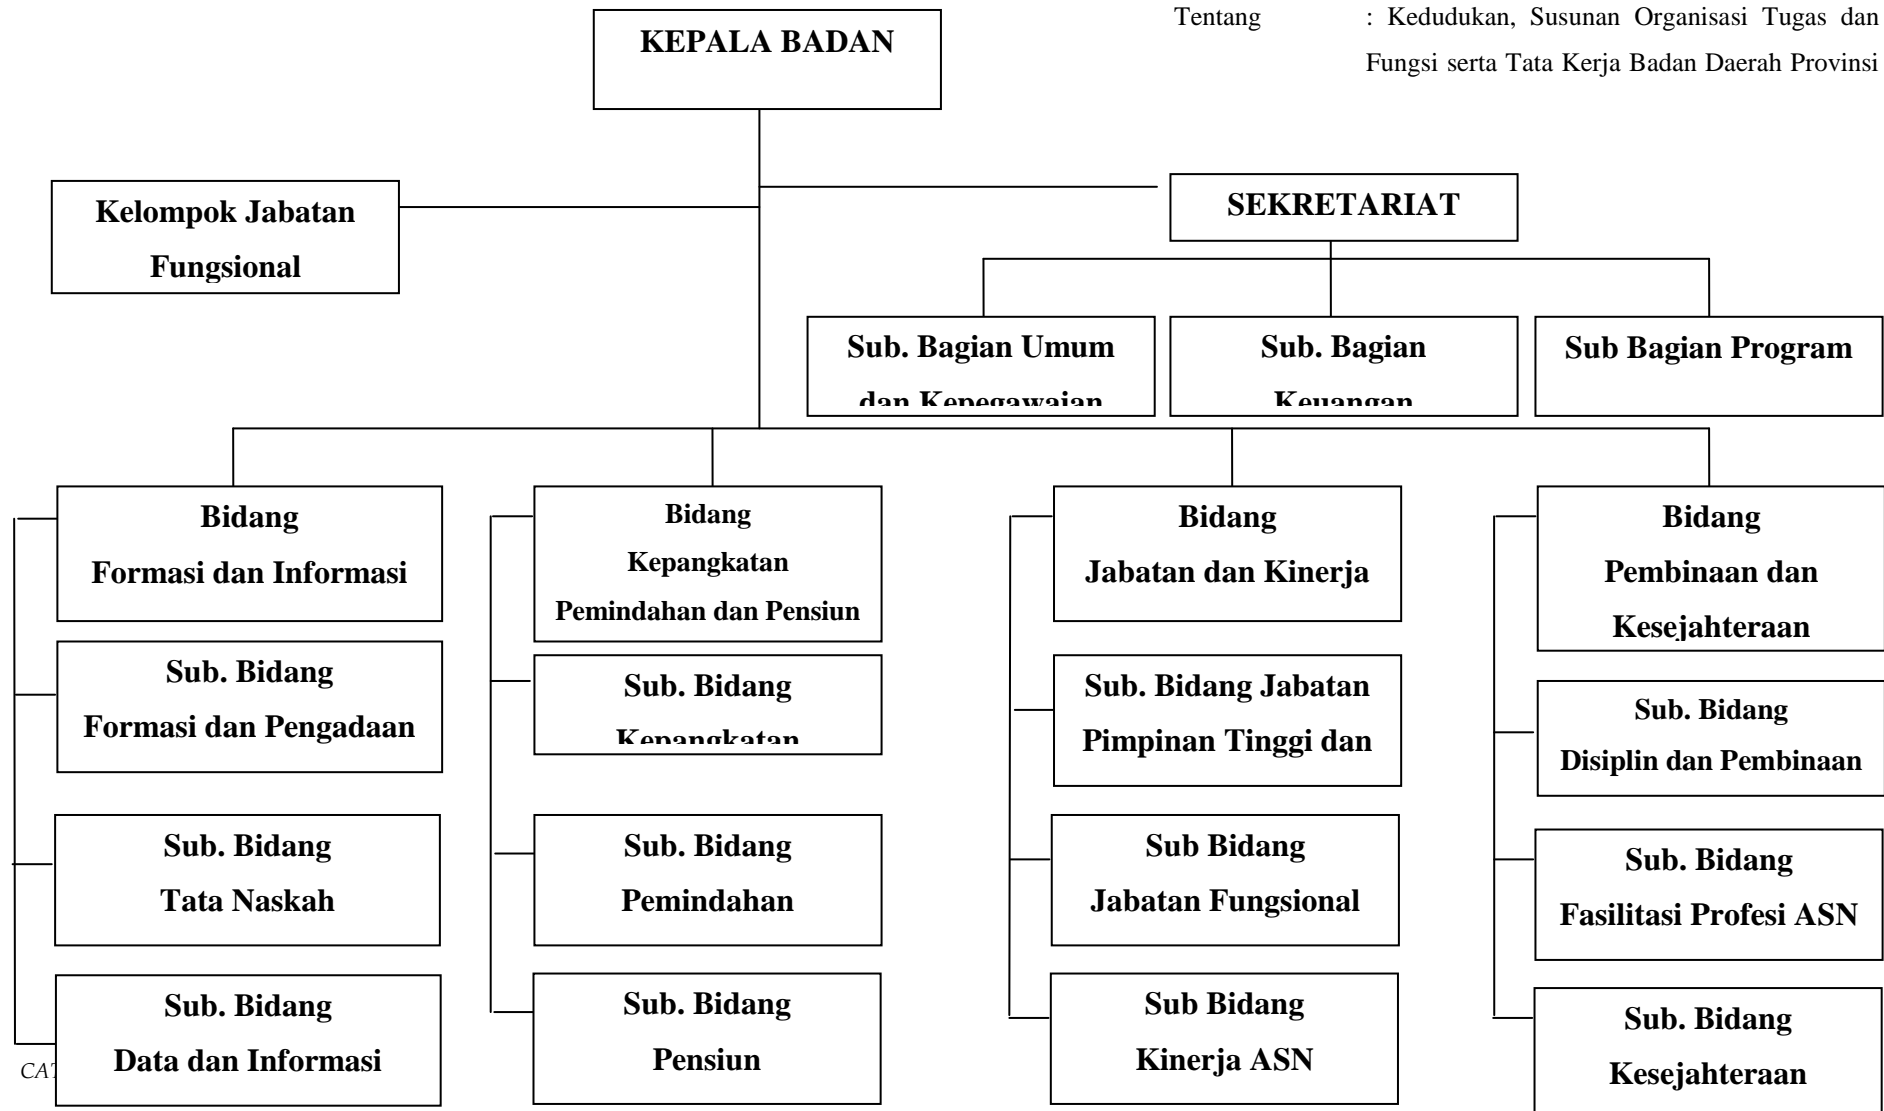 Tentang : Kedudukan, Susunan Organisasi Tugas dan
Fungsi serta Tata Kerja Badan Daerah Provinsi
KEPALA BADAN
Kelompok Jabatan
Fungsional
SEKRETARIAT
Sub. Bagian Umum
dan Kepegawaian
Sub. Bagian
Keuangan
Sub Bagian Program
Bidang
Formasi dan Informasi
Sub. Bidang
Formasi dan Pengadaan
Sub. Bidang
Tata Naskah
Sub. Bidang
Data dan Informasi
Bidang
Kepangkatan
Pemindahan dan Pensiun
Sub. Bidang
Kepangkatan
Sub. Bidang
Pemindahan
Sub. Bidang
Pensiun
Bidang
Jabatan dan Kinerja
Sub. Bidang Jabatan
Pimpinan Tinggi dan
Sub Bidang
Jabatan Fungsional
Sub Bidang
Kinerja ASN
Bidang
Pembinaan dan
Kesejahteraan
Sub. Bidang
Disiplin dan Pembinaan
Sub. Bidang
Fasilitasi Profesi ASN
Sub. Bidang
Kesejahteraan